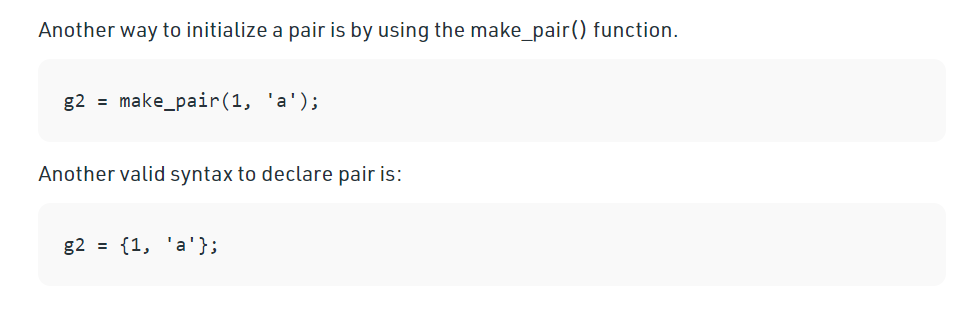 Another way to initialize a pair is by using the make_pair() function.
g2 = make_pair(1, 'a');
Another valid syntax to declare pair is:
g2 = {1, 'a'};